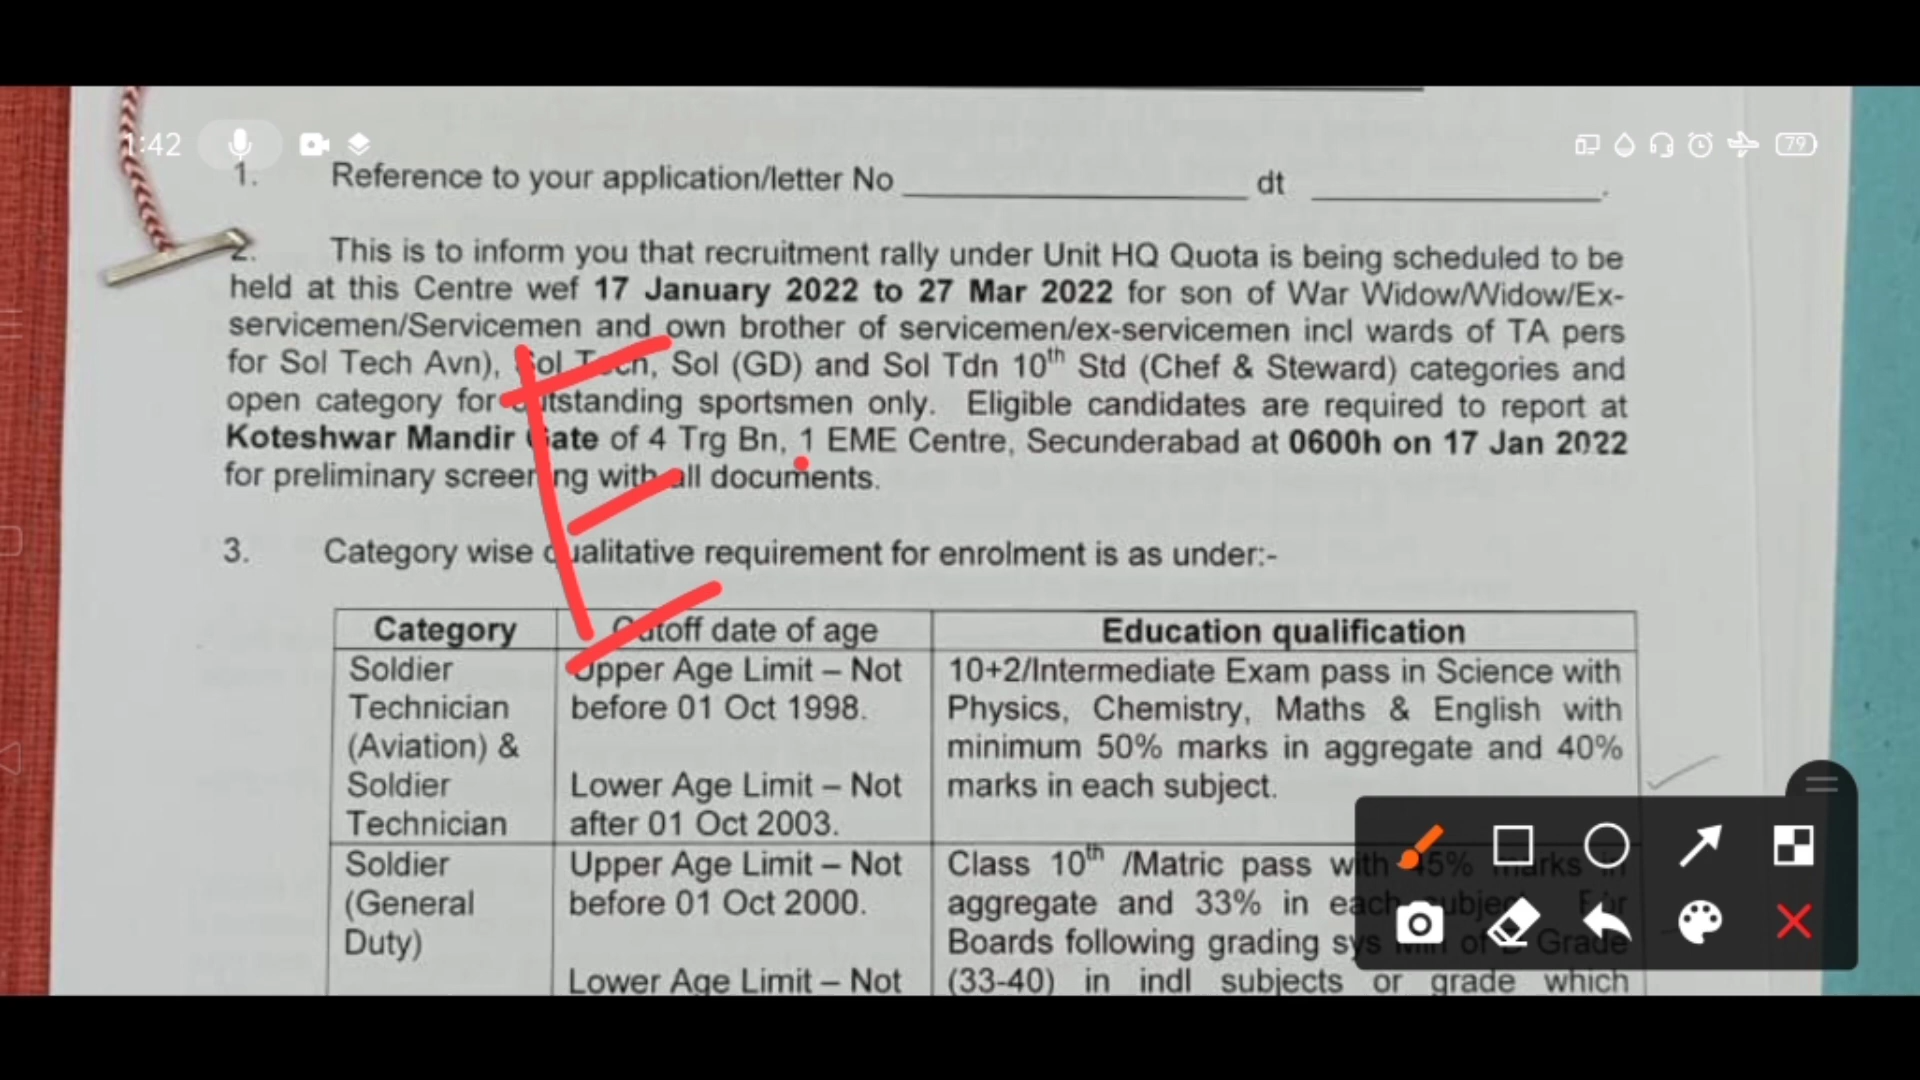 1:42
79
1. Reference to your application/letter No ____________ dt ____________.
2. This is to inform you that recruitment rally under Unit HQ Quota is being scheduled to be
held at this Centre wef 17 January 2022 to 27 Mar 2022 for son of War Widow/Widow/Ex-
servicemen/Servicemen and own brother of servicemen/ex-servicemen incl wards of TA pers
for Sol Tech Avn), Sol Tech, Sol (GD) and Sol Tdn 10th Std (Chef & Steward) categories and
open category for outstanding sportsmen only. Eligible candidates are required to report at
Koteshwar Mandir Gate of 4 Trg Bn, 1 EME Centre, Secunderabad at 0600h on 17 Jan 2022
for preliminary screening with all documents.
E
3. Category wise qualitative requirement for enrolment is as under:-
Category Cutoff date of age Education qualification
Soldier Upper Age Limit – Not 10+2/Intermediate Exam pass in Science with
Technician before 01 Oct 1998. Physics, Chemistry, Maths & English with
(Aviation) & minimum 50% marks in aggregate and 40%
Soldier Lower Age Limit – Not marks in each subject.
Technician after 01 Oct 2003.
Soldier Upper Age Limit – Not Class 10th /Matric pass with 45% marks in
(General before 01 Oct 2000. aggregate and 33% in each subject. For
Duty) Boards following grading sys Min of D Grade
Lower Age Limit – Not (33-40) in indl subjects or grade which